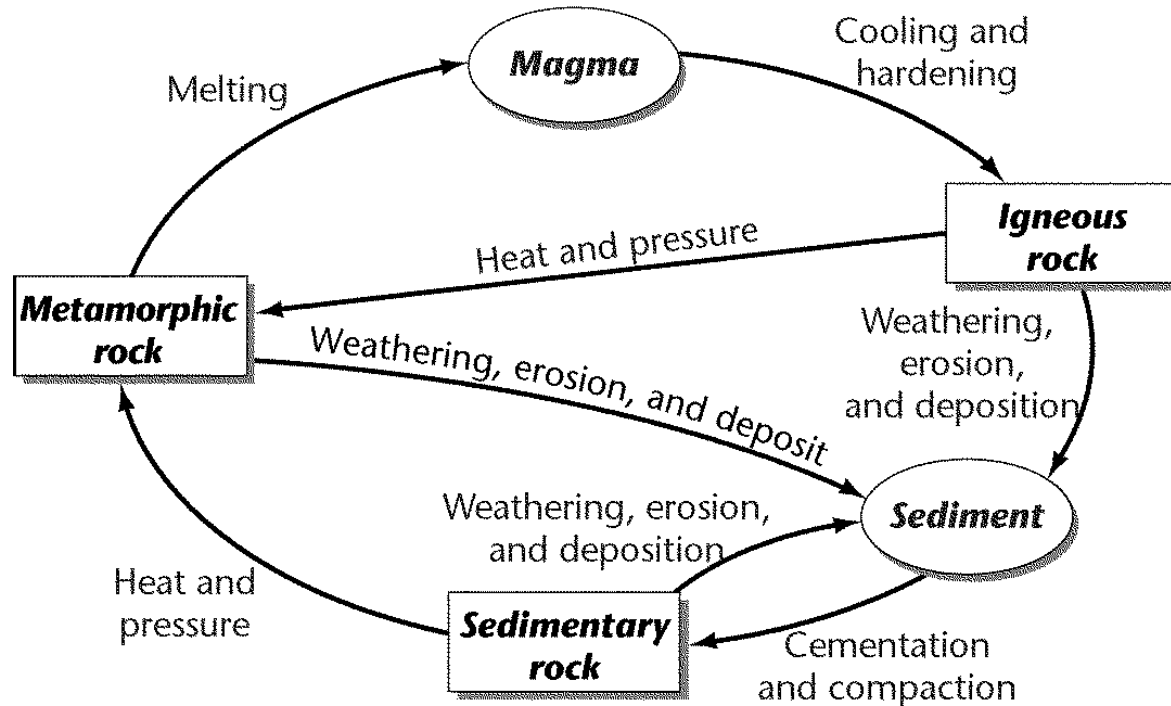 Magma
Cooling and
hardening
Melting
Igneous
rock
Heat and pressure
Metamorphic
rock
Weathering, erosion, and deposit
Weathering,
erosion,
and deposition
Sediment
Weathering, erosion,
and deposition
Heat and
pressure
Sedimentary
rock
Cementation
and compaction